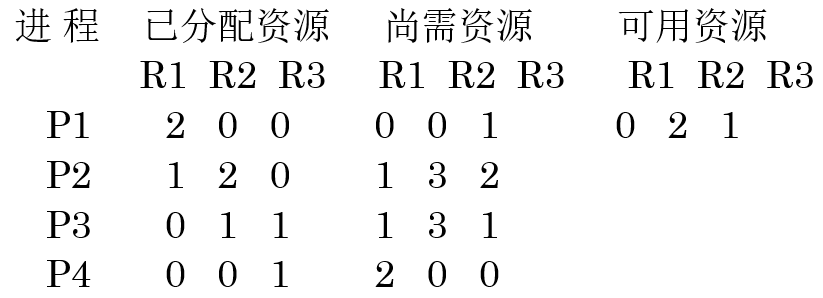 进 程 已分配资源 尚需资源 可用资源
R1 R2 R3 R1 R2 R3 R1 R2 R3
P1 2 0 0 0 0 1 0 2 1
P2 1 2 0 1 3 2
P3 0 1 1 1 3 1
P4 0 0 1 2 0 0